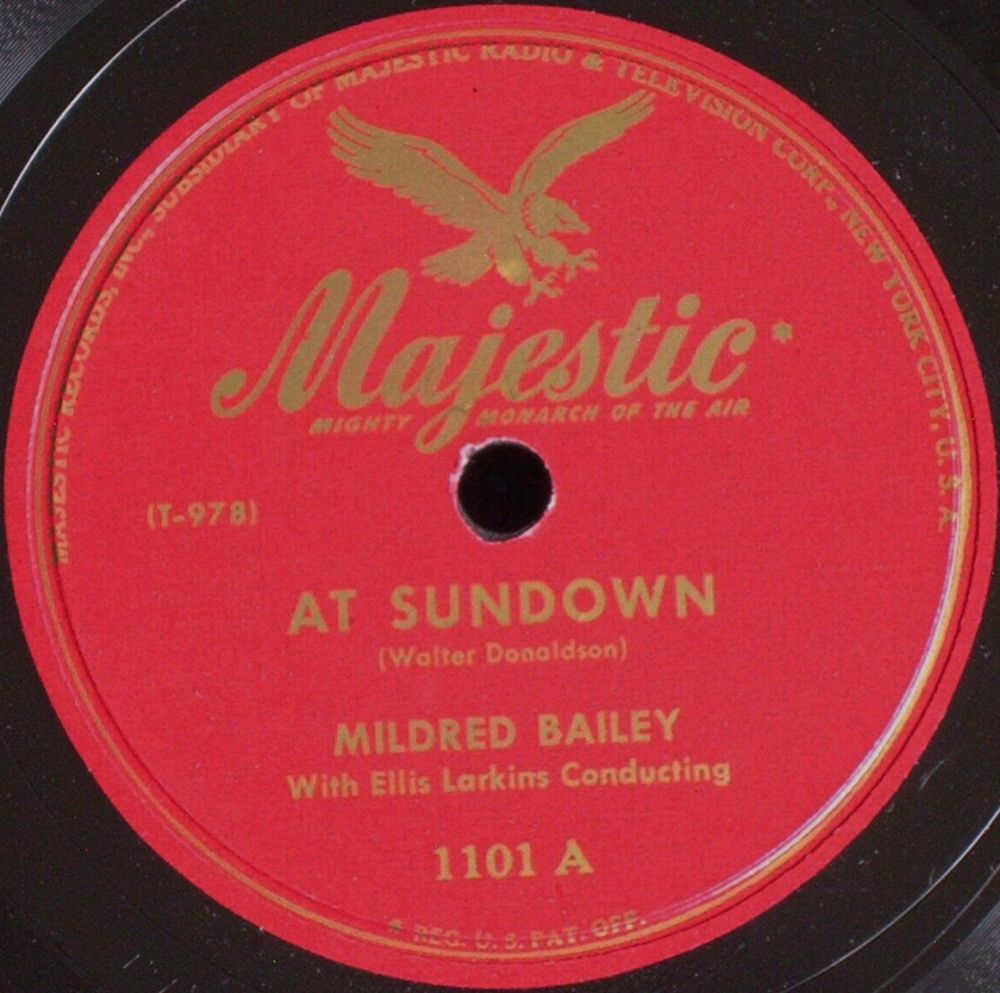 MAJESTIC RECORDS, INC., SUBSIDIARY OF MAJESTIC RADIO & TELEVISION CORP., NEW YORK CITY, U. S. A.
Majestic*
MIGHTY MONARCH OF THE AIR
(T-978)
AT SUNDOWN
(Walter Donaldson)
MILDRED BAILEY
With Ellis Larkins Conducting
1101 A
* REG. U. S. PAT. OFF.